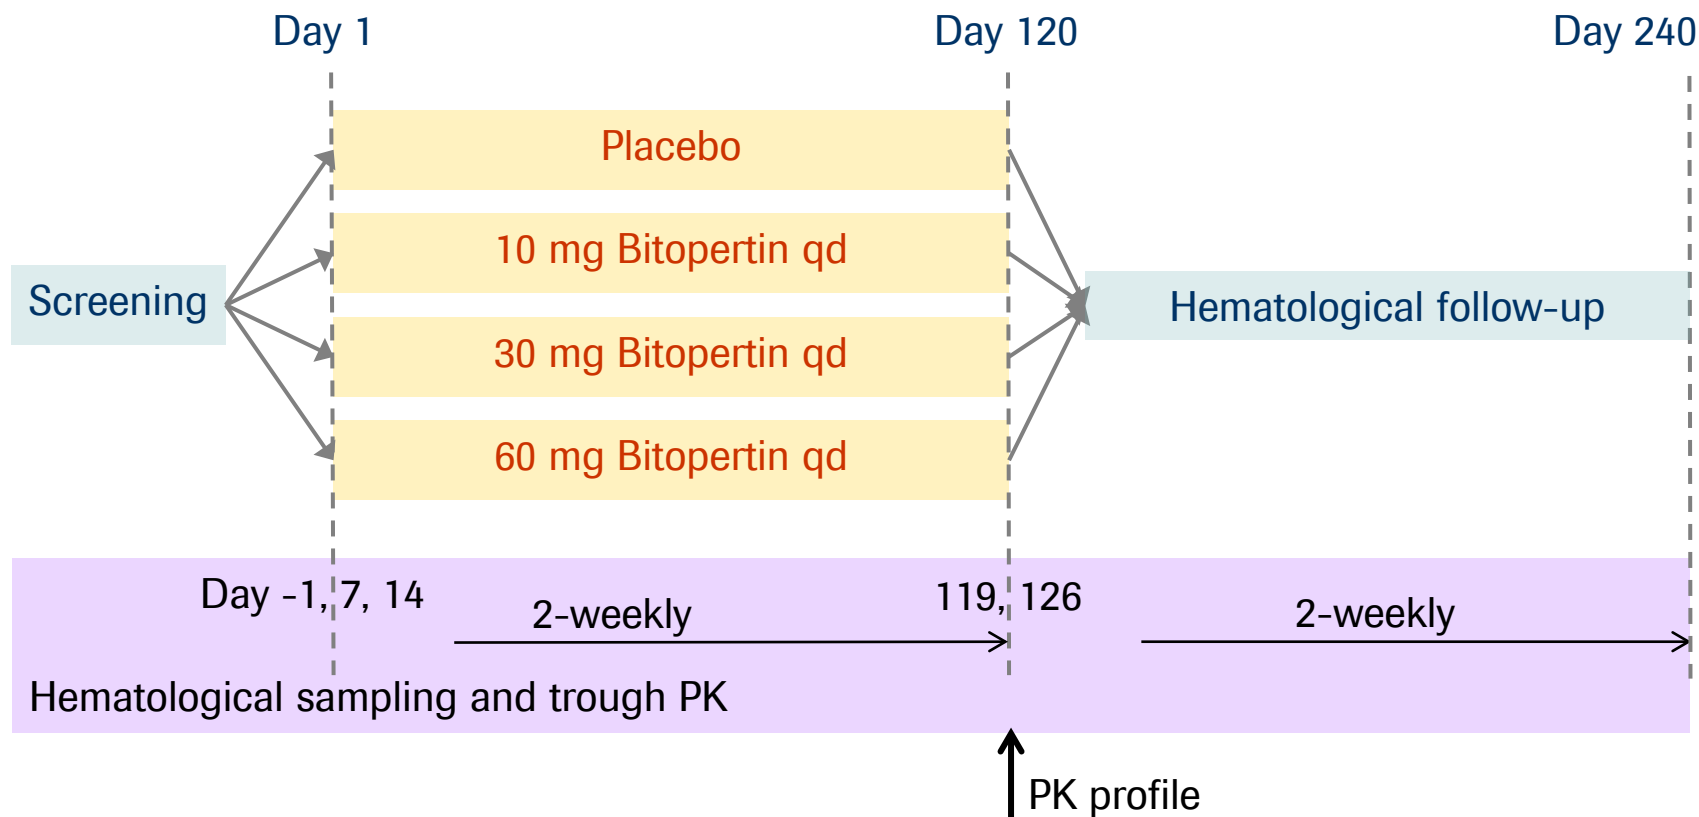 Day 1
Day 120
Day 240
Placebo
10 mg Bitopertin qd
Screening
Hematological follow-up
30 mg Bitopertin qd
60 mg Bitopertin qd
Day -1, 7, 14
2-weekly
119, 126
2-weekly
Hematological sampling and trough PK
PK profile